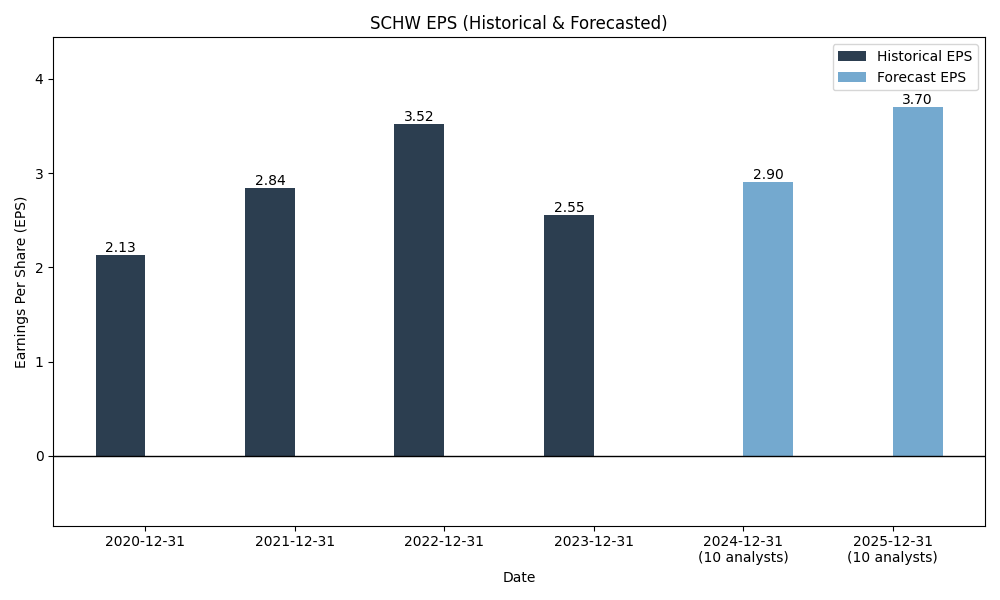 SCHW EPS (Historical & Forecasted)
Historical EPS
Forecast EPS
Earnings Per Share (EPS)
4
3
2
1
0
2.13
2.84
3.52
2.55
2.90
3.70
2020-12-31
2021-12-31
2022-12-31
2023-12-31
2024-12-31
(10 analysts)
2025-12-31
(10 analysts)
Date